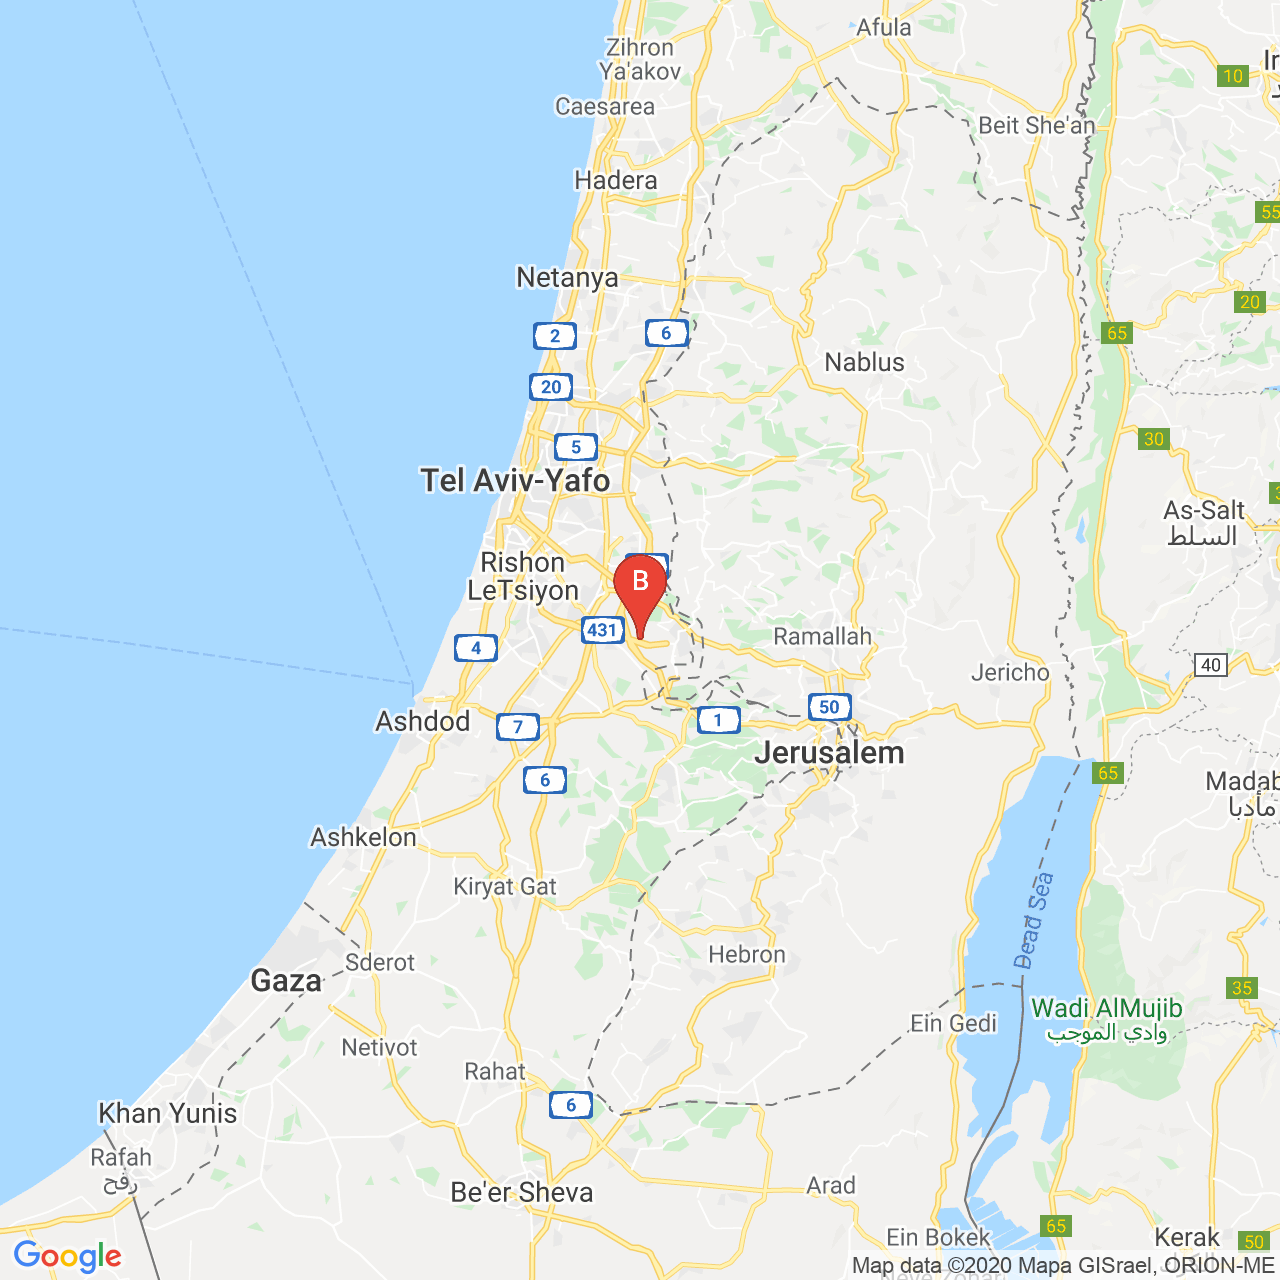 Afula
Zihron
Ya'akov
Caesarea
10
Beit She'an
Hadera
55
Netanya
20
2
6
65
Nablus
20
5
30
Tel Aviv-Yafo
As-Salt
السلط
Rishon
LeTsiyon
B
431
4
Ramallah
Jericho
40
50
Ashdod
7
1
Jerusalem
65
6
Madab
مأدبا
Ashkelon
Kiryat Gat
Dead Sea
Hebron
Sderot
Gaza
35
Wadi AlMujib
وادي الموجب
Ein Gedi
Netivot
Rahat
6
Khan Yunis
Rafah
رفح
Be'er Sheva
Arad
65
Ein Bokek
Kerak
50
Google
Map data ©2020 Mapa GISrael, ORION-ME